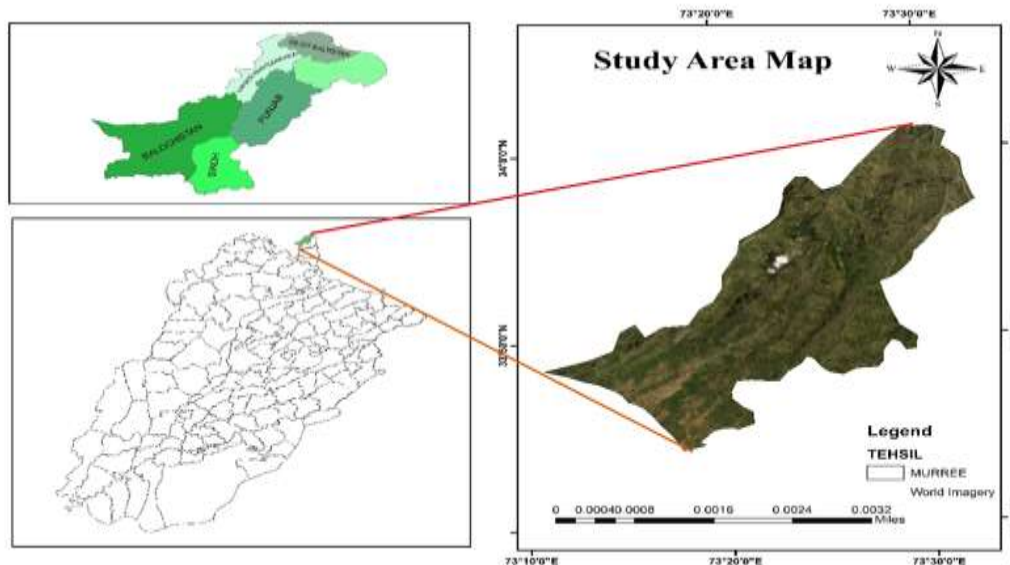 BALOCHISTAN
SINDH
PUNJAB
73°20'0"E
73°30'0"E
Study Area Map
N
W
E
S
34°0'0"N
33°50'0"N
Legend
TEHSIL
MURREE
World Imagery
0 0.00040.0008 0.0016 0.0024 0.0032
Miles
73°10'0"E
73°20'0"E
73°30'0"E